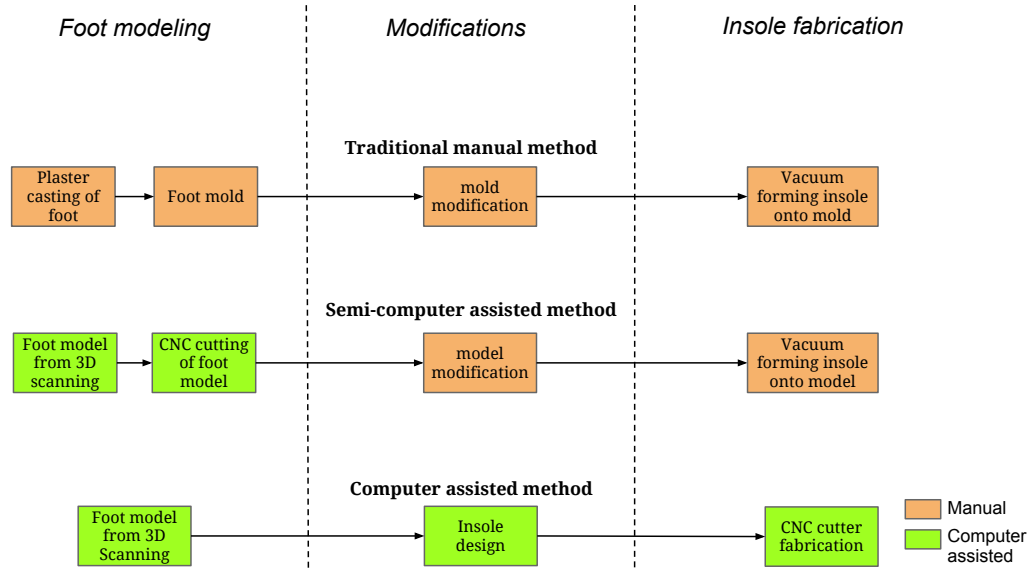 Foot modeling
Modifications
Insole fabrication
Traditional manual method
Plaster
casting of
foot
Foot mold
mold
modification
Vacuum
forming insole
onto mold
Semi-computer assisted method
Foot model
from 3D
scanning
CNC cutting
of foot
model
model
modification
Vacuum
forming insole
onto model
Computer assisted method
Foot model
from 3D
Scanning
Insole
design
CNC cutter
fabrication
Manual
Computer
assisted